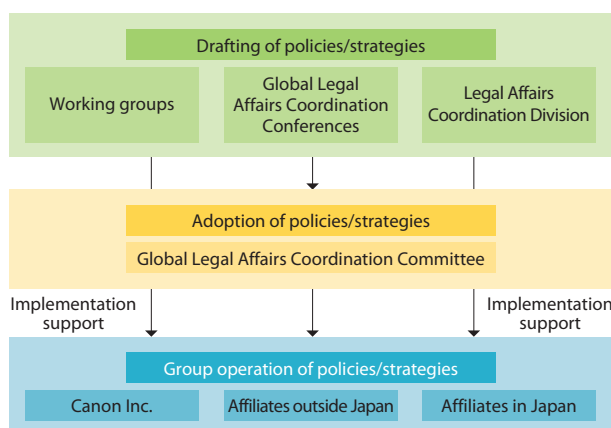 Drafting of policies/strategies
Working groups
Global Legal
Affairs Coordination
Conferences
Legal Affairs
Coordination Division
Adoption of policies/strategies
Global Legal Affairs Coordination Committee
Implementation
support
Implementation
support
Group operation of policies/strategies
Canon Inc.
Affiliates outside Japan
Affiliates in Japan